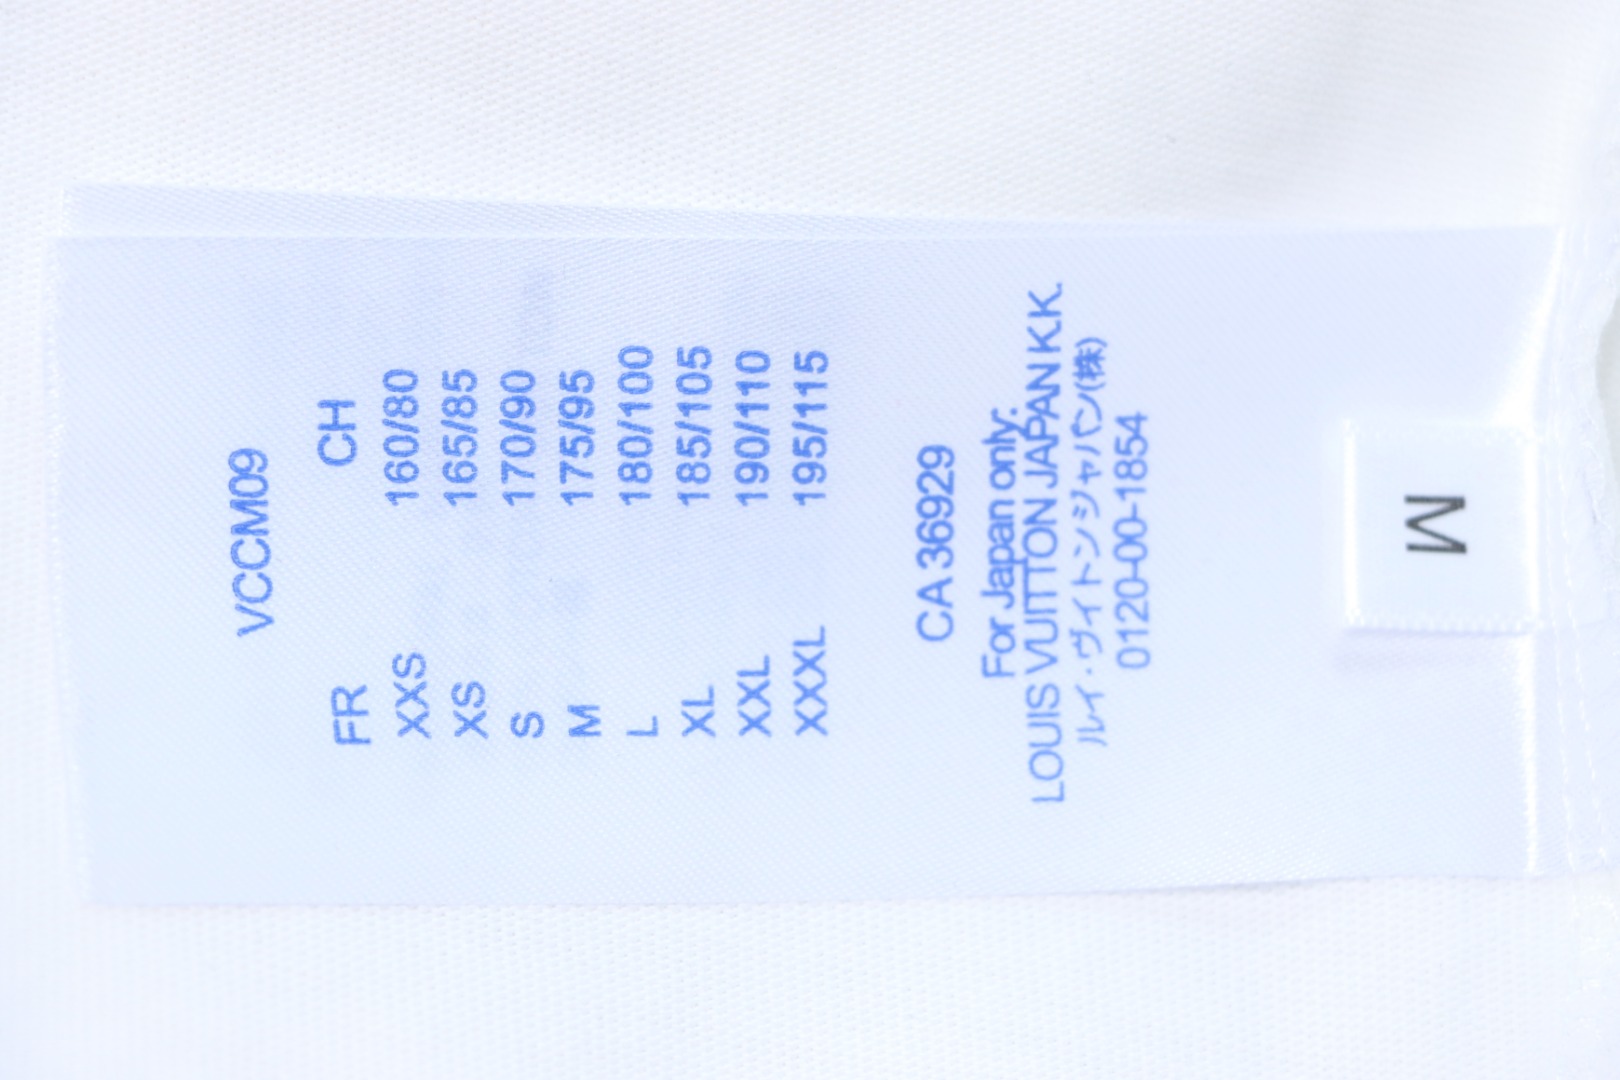 VCCM09
FR CH
XXS 160/80
XS 165/85
S 170/90
M 175/95
L 180/100
XL 185/105
XXL 190/110
XXXL 195/115
CA 36929
For Japan only:
LOUIS VUITTON JAPAN K.K.
ルイ・ヴィトンジャパン(株)
0120-00-1854
M